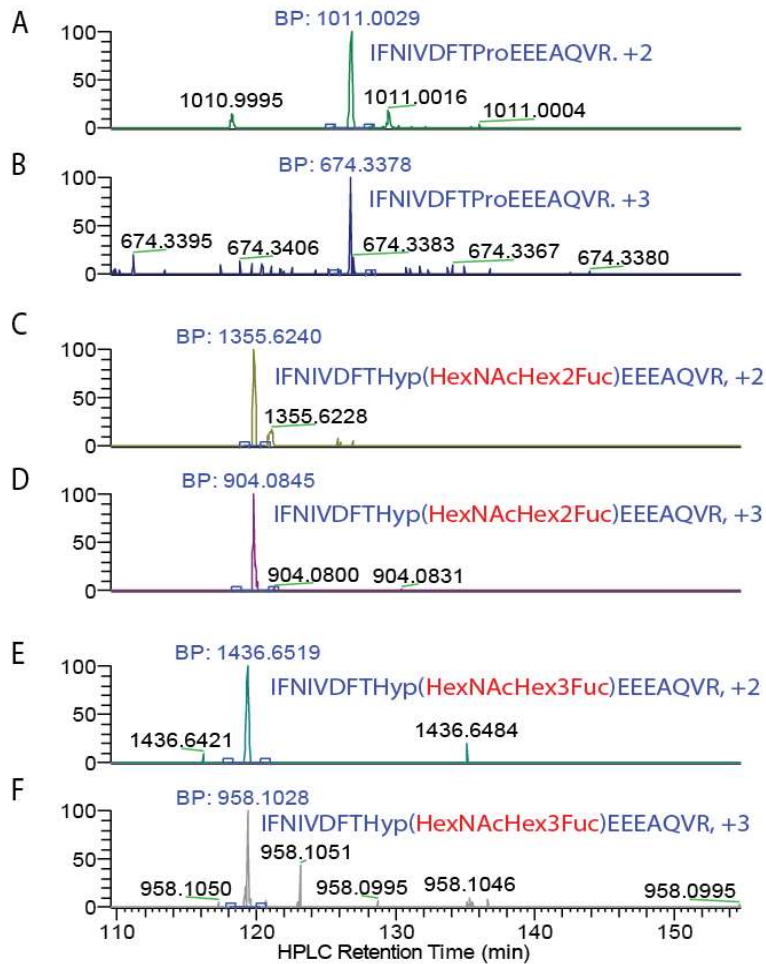 A
BP: 1011.0029
IFNIVDFTProEEEAQVR. +2
100
50
0
1010.9995
1011.0016
1011.0004
B
BP: 674.3378
IFNIVDFTProEEEAQVR. +3
100
50
0
674.3395
674.3406
674.3383
674.3367
674.3380
C
BP: 1355.6240
IFNIVDFTHyp(HexNAcHex2Fuc)EEEAQVR, +2
100
50
0
1355.6228
D
BP: 904.0845
IFNIVDFTHyp(HexNAcHex2Fuc)EEEAQVR, +3
100
50
0
904.0800
904.0831
E
BP: 1436.6519
IFNIVDFTHyp(HexNAcHex3Fuc)EEEAQVR, +2
100
50
0
1436.6421
1436.6484
F
BP: 958.1028
IFNIVDFTHyp(HexNAcHex3Fuc)EEEAQVR, +3
100
50
0
958.1051
958.1050
958.0995
958.1046
958.0995
110 120 130 140 150
HPLC Retention Time (min)